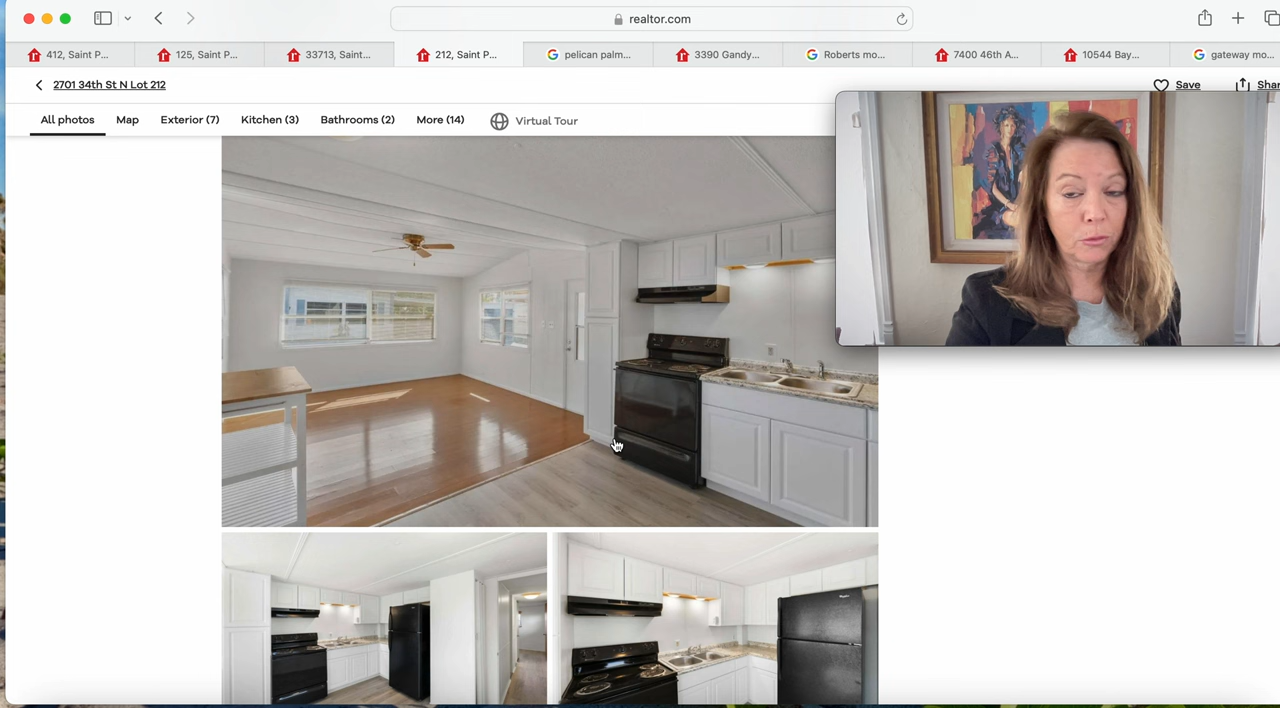 realtor.com
412, Saint P...
125, Saint P...
33713, Saint...
212, Saint P...
pelican palm...
3390 Gandy...
Roberts mo...
7400 46th A...
10544 Bay...
gateway mo...
2701 34th St N Lot 212
Save
Shar
All photos
Map
Exterior (7)
Kitchen (3)
Bathrooms (2)
More (14)
Virtual Tour